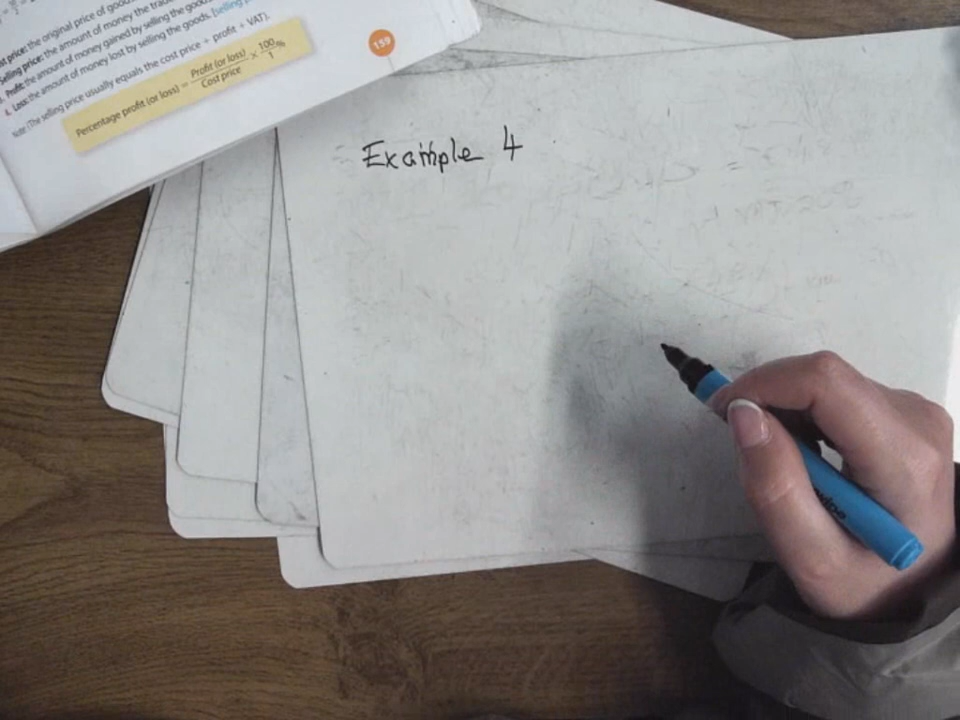 price: the original price of goods
Selling price: the amount of money the trade
Profit: the amount of money gained by selling the goods
4. Loss: the amount of money lost by selling the goods. [selling p
Note: (The selling price usually equals the cost price + profit + VAT).
Percentage profit (or loss) = Profit (or loss) / Cost price × 100 / 1 %
159
Example 4